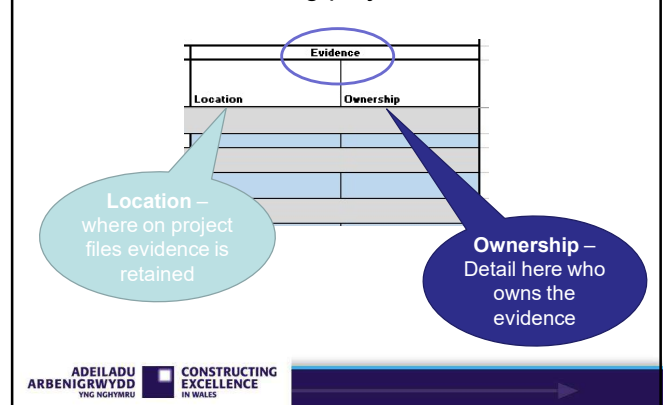 Evidence
Location
Ownership
Location –
where on project
files evidence is
retained
Ownership –
Detail here who
owns the
evidence
ADEILADU
ARBENIGRWYDD
YNG NGHYMRU
CONSTRUCTING
EXCELLENCE
IN WALES